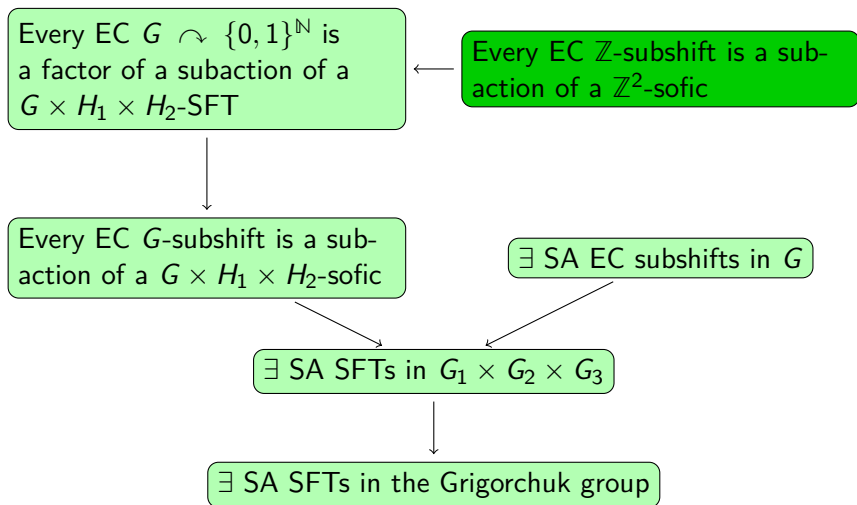 Every EC G ↷ {0, 1}^ℕ is
a factor of a subaction of a
G × H₁ × H₂-SFT
Every EC ℤ-subshift is a sub-
action of a ℤ²-sofic
Every EC G-subshift is a sub-
action of a G × H₁ × H₂-sofic
∃ SA EC subshifts in G
∃ SA SFTs in G₁ × G₂ × G₃
∃ SA SFTs in the Grigorchuk group